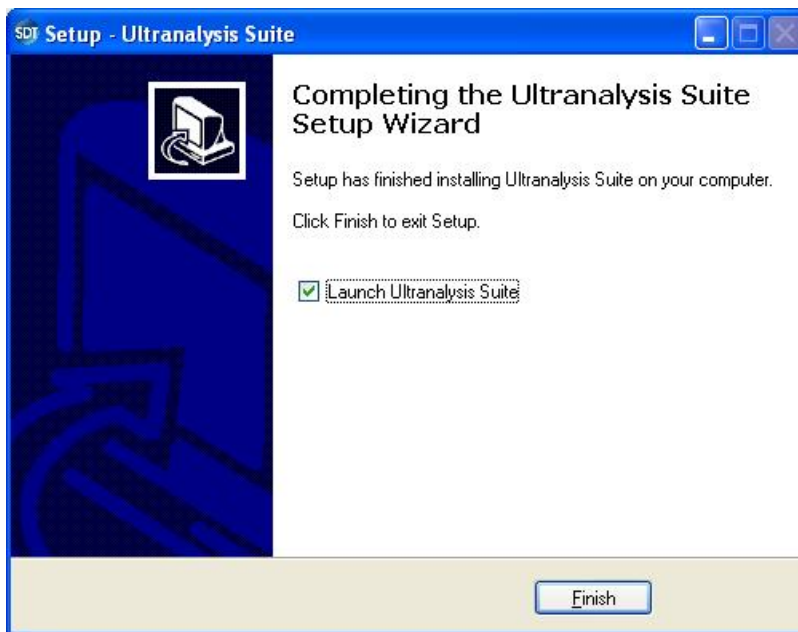 SDT Setup - Ultranalysis Suite
Completing the Ultranalysis Suite
Setup Wizard
Setup has finished installing Ultranalysis Suite on your computer.
Click Finish to exit Setup.
Launch Ultranalysis Suite
Finish